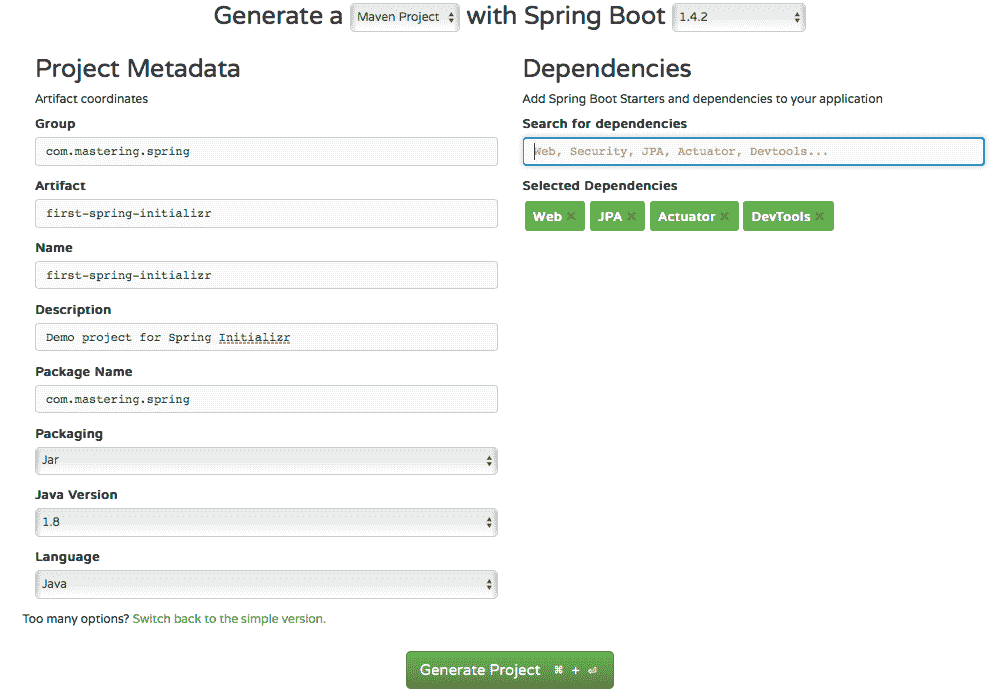 Generate a Maven Project with Spring Boot 1.4.2
Project Metadata
Artifact coordinates
Group
com.mastering.spring
Artifact
first-spring-initializr
Name
first-spring-initializr
Description
Demo project for Spring Initializr
Package Name
com.mastering.spring
Packaging
Jar
Java Version
1.8
Language
Java
Too many options? Switch back to the simple version.
Dependencies
Add Spring Boot Starters and dependencies to your application
Search for dependencies
Web, Security, JPA, Actuator, Devtools...
Selected Dependencies
Web × JPA × Actuator × DevTools ×
Generate Project ⌘ + ⏎